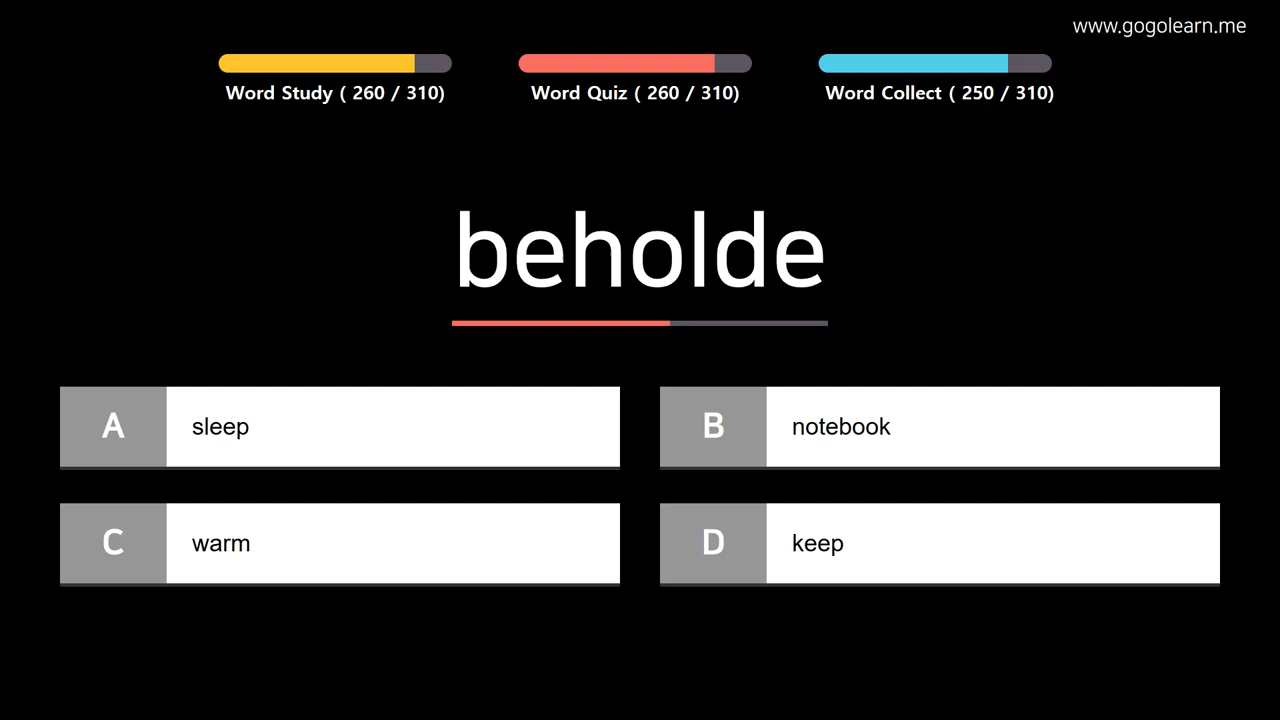 www.gogolearn.me
Word Study ( 260 / 310)
Word Quiz ( 260 / 310)
Word Collect ( 250 / 310)
beholde
A sleep
B notebook
C warm
D keep